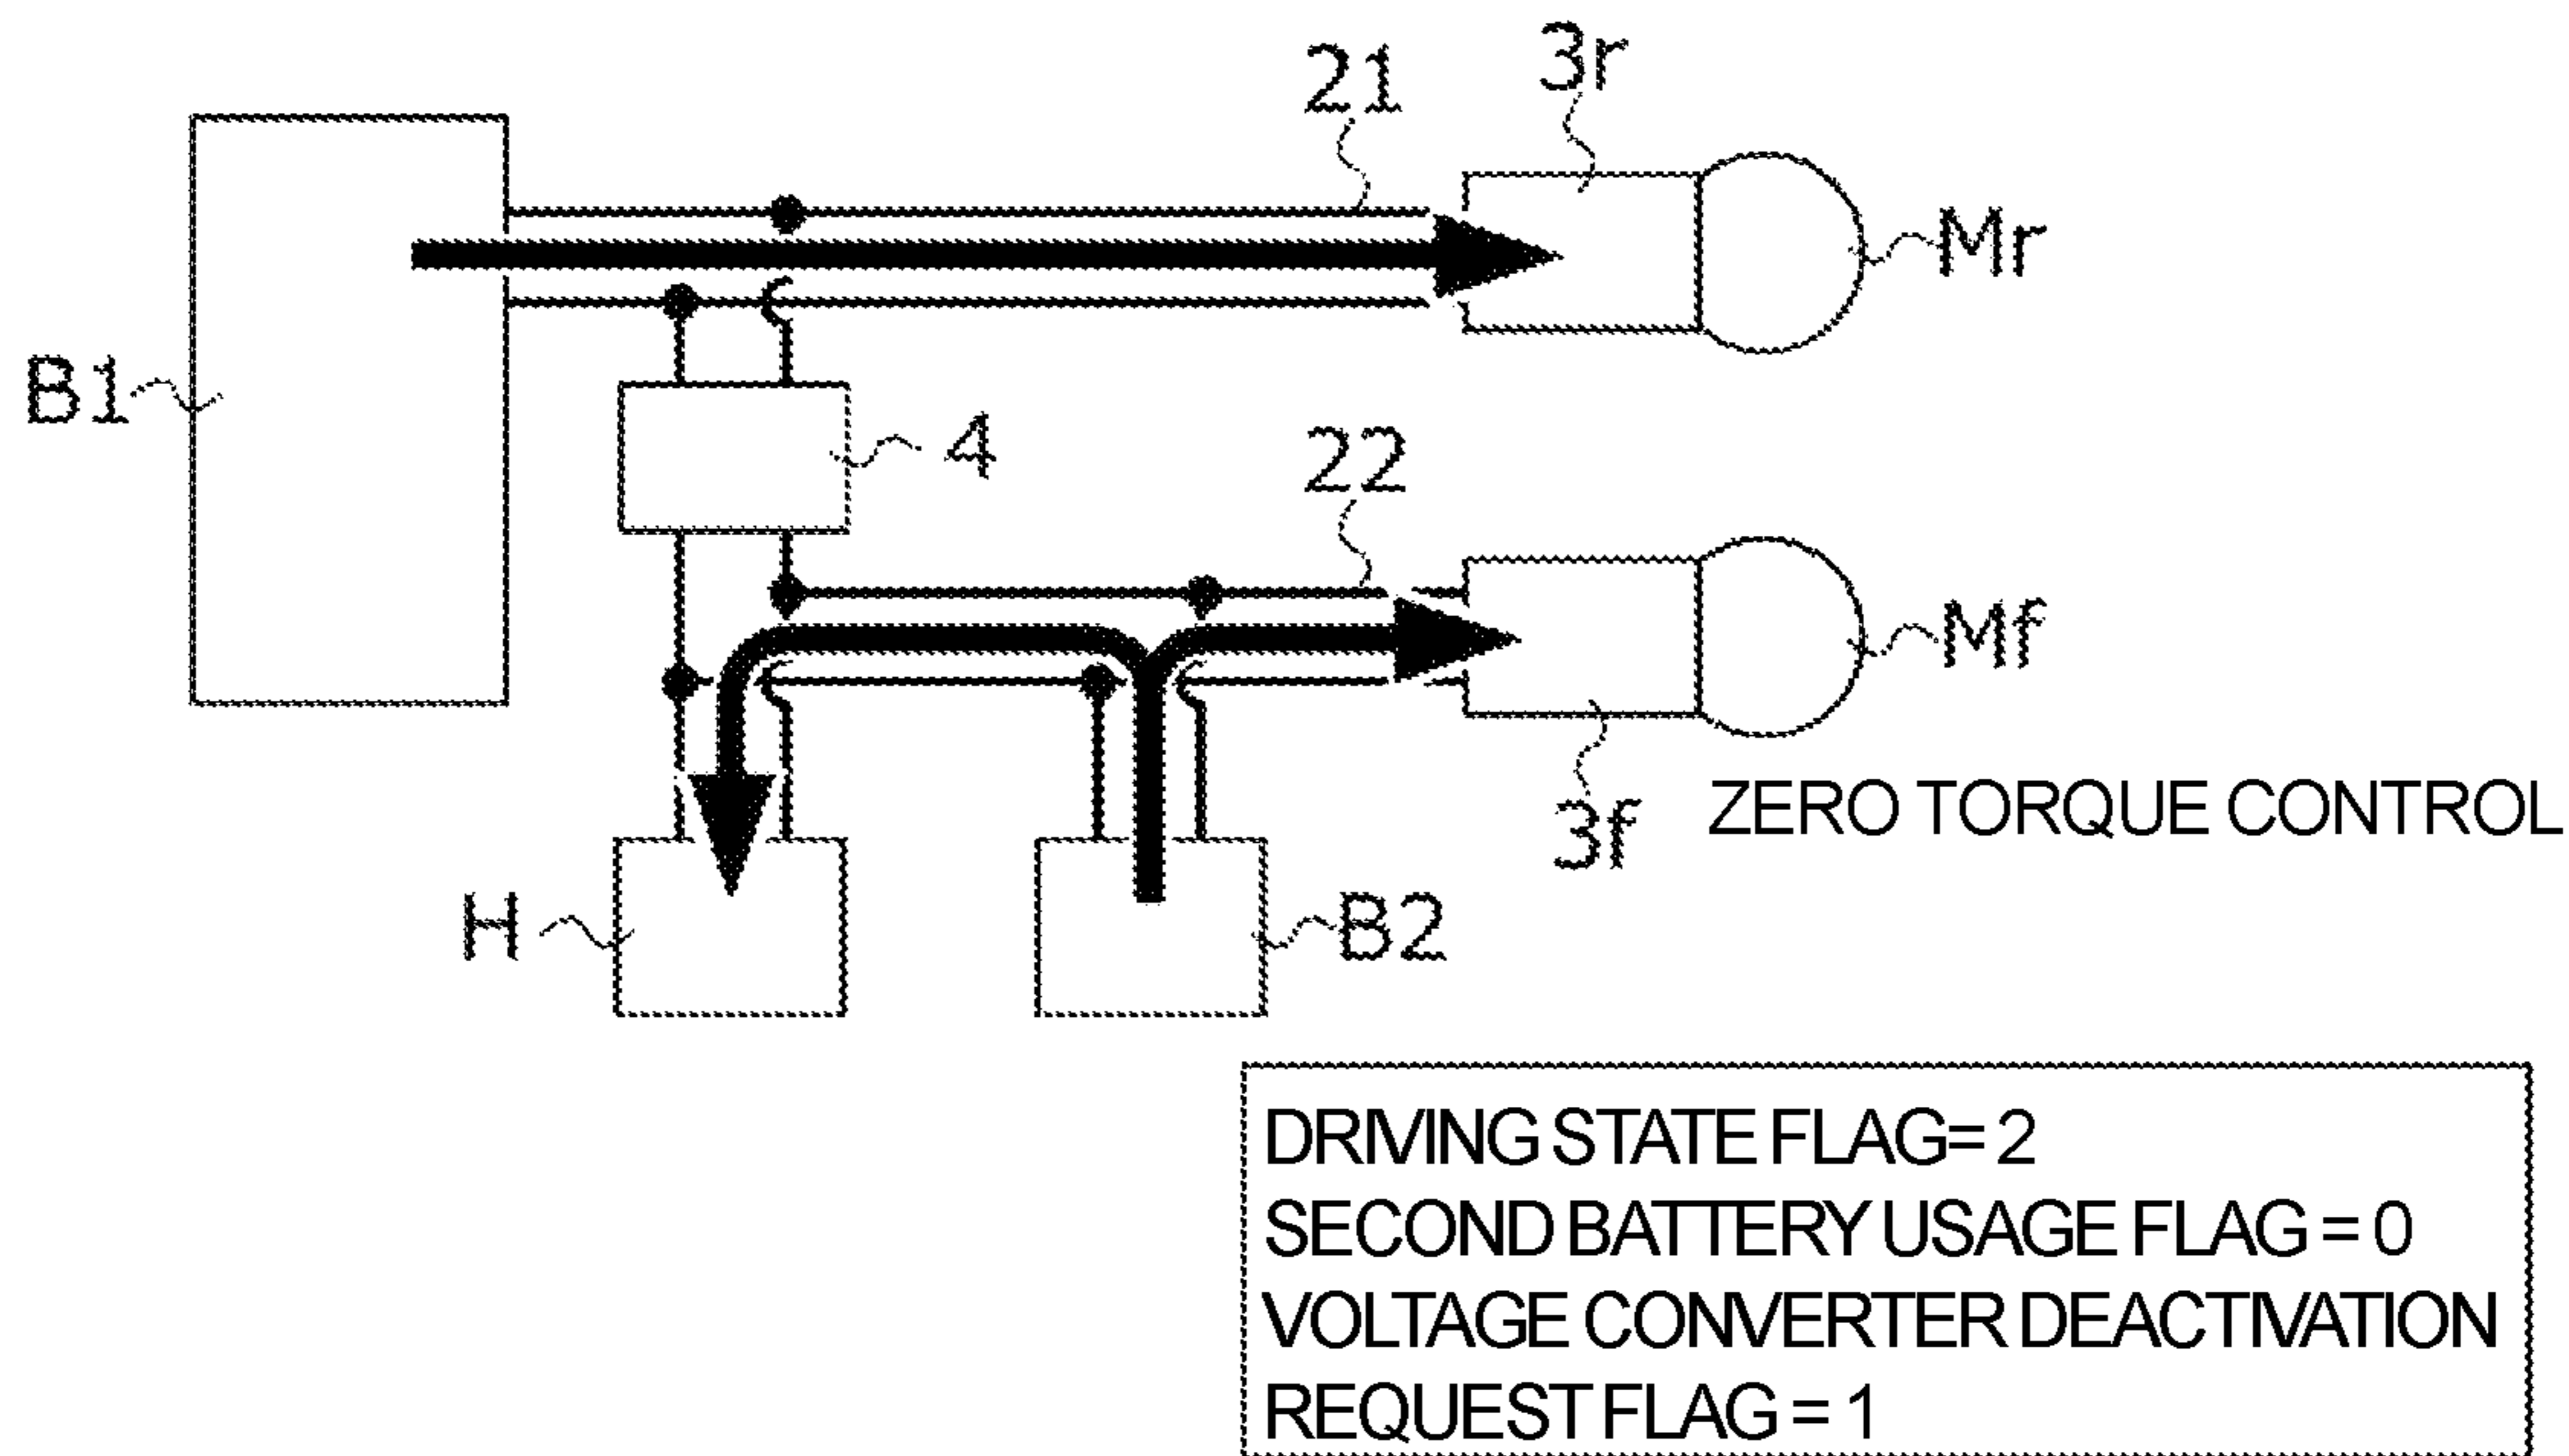 21
3r
Mr
B1
4
22
Mf
3f
ZERO TORQUE CONTROL
H
B2
DRIVING STATE FLAG= 2
SECOND BATTERY USAGE FLAG = 0
VOLTAGE CONVERTER DEACTIVATION
REQUEST FLAG = 1